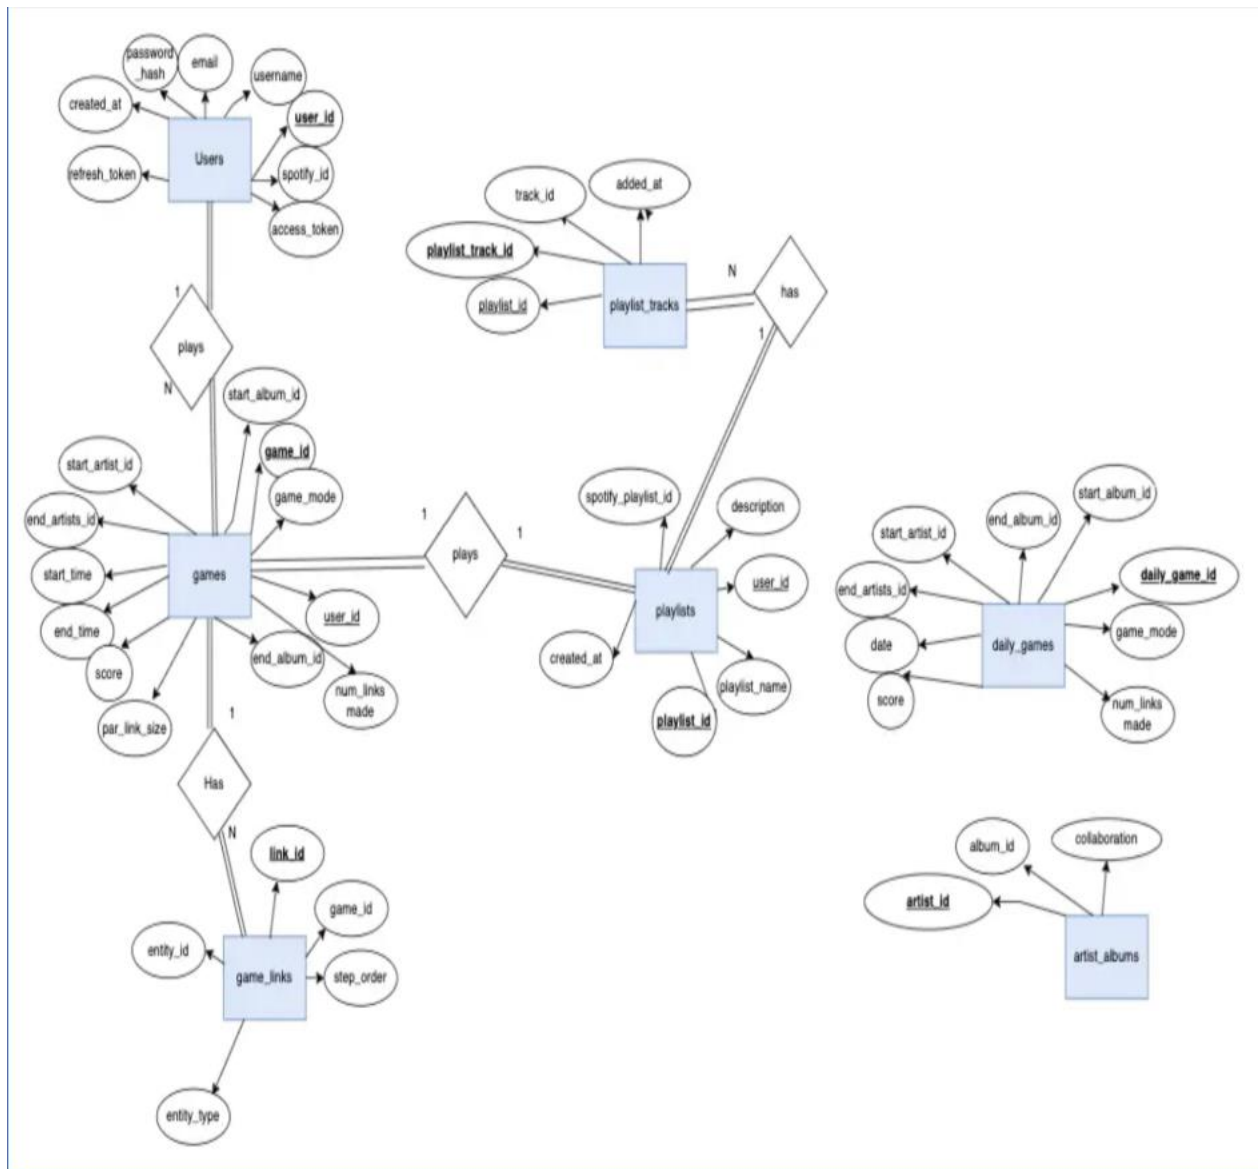 password
_hash
email
username
created_at
user_id
Users
refresh_token
spotify_id
access_token
1
plays
N
track_id
added_at
playlist_track_id
playlist_id
playlist_tracks
N
has
1
start_album_id
start_artist_id
game_id
game_mode
end_artists_id
start_time
games
end_time
user_id
score
end_album_id
num_links
made
par_link_size
1
plays
1
spotify_playlist_id
description
user_id
playlists
created_at
playlist_name
playlist_id
start_album_id
end_album_id
start_artist_id
daily_game_id
end_artists_id
game_mode
date
daily_games
score
num_links
made
1
Has
N
link_id
game_id
entity_id
game_links
step_order
entity_type
collaboration
album_id
artist_id
artist_albums